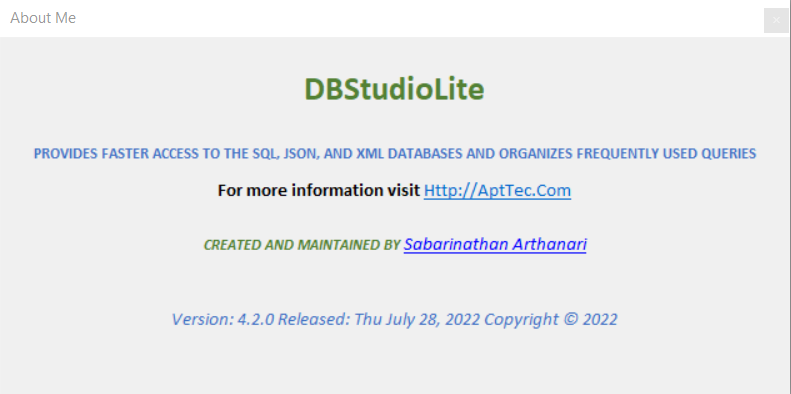 About Me
DBStudioLite
PROVIDES FASTER ACCESS TO THE SQL, JSON, AND XML DATABASES AND ORGANIZES FREQUENTLY USED QUERIES
For more information visit Http://AptTec.Com
CREATED AND MAINTAINED BY Sabarinathan Arthanari
Version: 4.2.0 Released: Thu July 28, 2022 Copyright © 2022